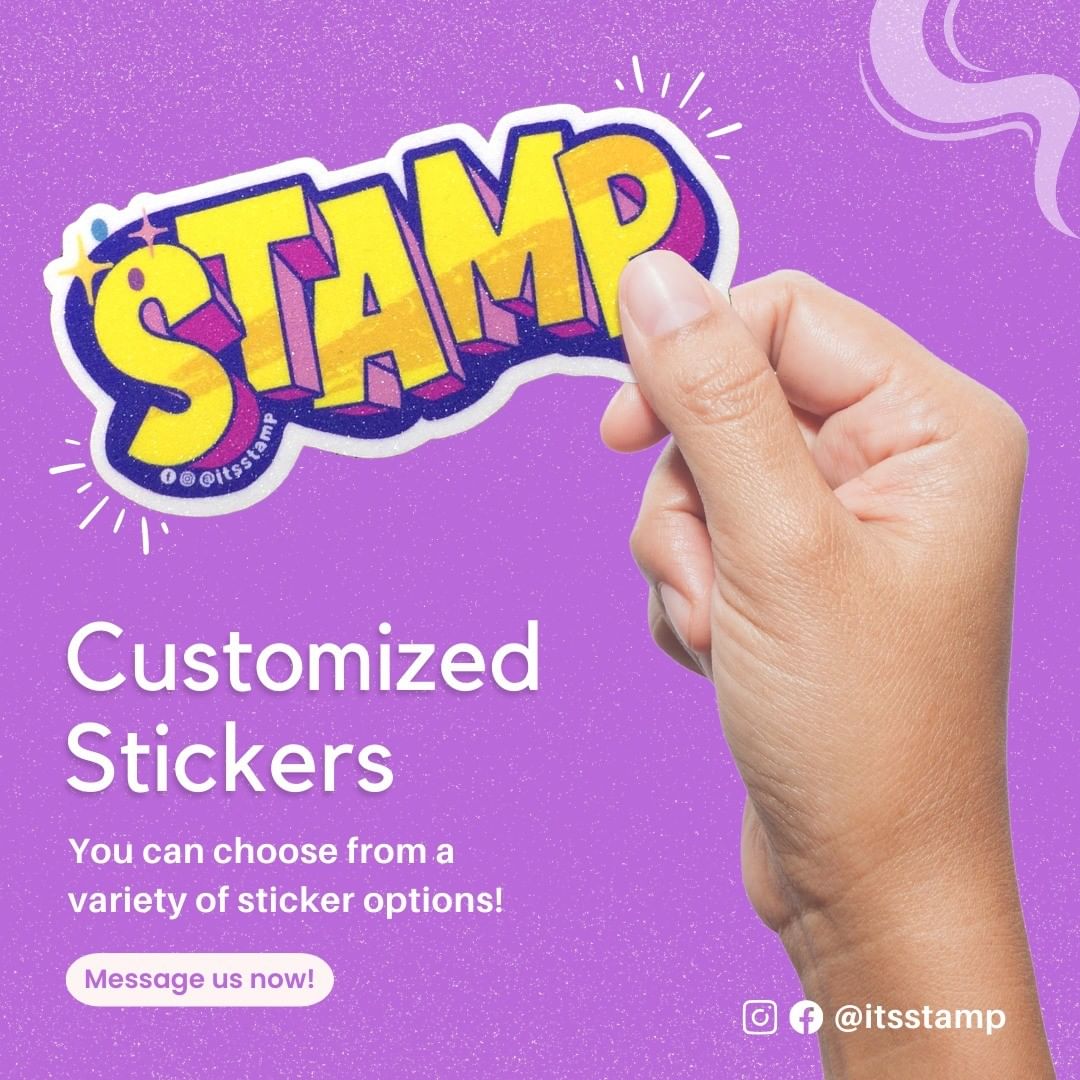 STAMP
@itsstamp
Customized
Stickers
You can choose from a
variety of sticker options!
Message us now!
@itsstamp